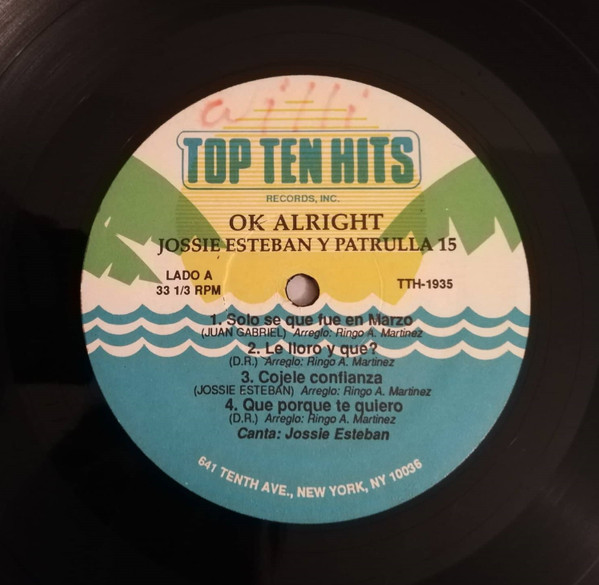 Willi
TOP TEN HITS
RECORDS, INC.
OK ALRIGHT
JOSSIE ESTEBAN Y PATRULLA 15
LADO A
33 1/3 RPM
TTH-1935
1. Solo se que fue en Marzo
(JUAN GABRIEL) Arreglo: Ringo A. Martinez
2. Le lloro y que?
(D.R.) Arreglo: Ringo A. Martinez
3. Cojele confianza
(JOSSIE ESTEBAN) Arreglo: Ringo A. Martinez
4. Que porque te quiero
(D.R.) Arreglo: Ringo A. Martinez
Canta: Jossie Esteban
641 TENTH AVE., NEW YORK, NY 10036